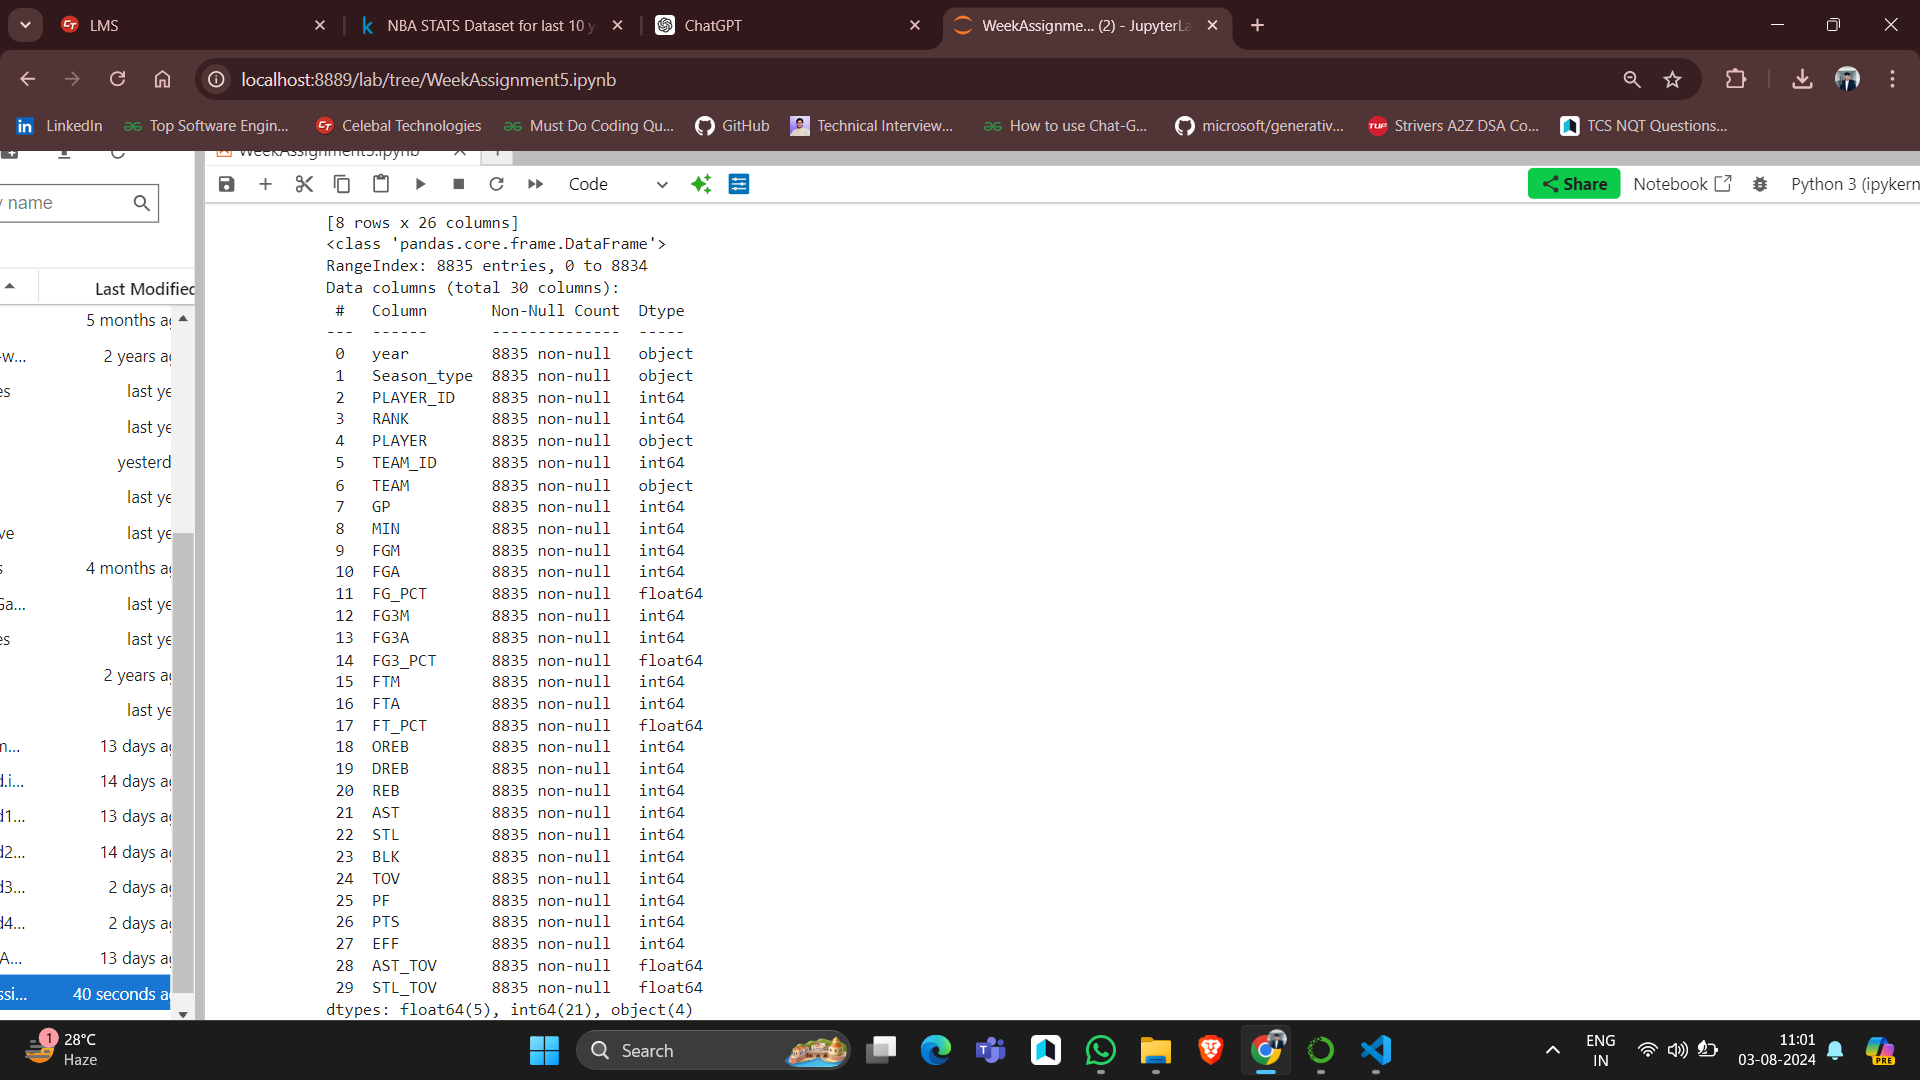 LMS
NBA STATS Dataset for last 10 y
ChatGPT
WeekAssignme... (2) - JupyterLa
localhost:8889/lab/tree/WeekAssignment5.ipynb
LinkedIn
Top Software Engin...
Celebal Technologies
Must Do Coding Qu...
GitHub
Technical Interview...
How to use Chat-G...
microsoft/generativ...
Strivers A2Z DSA Co...
TCS NQT Questions...
WeekAssignment5.ipynb
Code
Share
Notebook
Python 3 (ipykern
y name
Last Modified
5 months ag
-w... 2 years ag
es last ye
last ye
yesterd
last ye
ve last ye
s 4 months ag
Ga... last ye
es last ye
2 years ag
last ye
m... 13 days ag
d.i... 14 days ag
d1... 13 days ag
d2... 14 days ag
d3... 2 days ag
d4... 2 days ag
A... 13 days ag
ssi... 40 seconds ag
[8 rows x 26 columns]
<class 'pandas.core.frame.DataFrame'>
RangeIndex: 8835 entries, 0 to 8834
Data columns (total 30 columns):
 #   Column       Non-Null Count  Dtype
---  ------       --------------  -----
 0   year         8835 non-null   object
 1   Season_type  8835 non-null   object
 2   PLAYER_ID    8835 non-null   int64
 3   RANK         8835 non-null   int64
 4   PLAYER       8835 non-null   object
 5   TEAM_ID      8835 non-null   int64
 6   TEAM         8835 non-null   object
 7   GP           8835 non-null   int64
 8   MIN          8835 non-null   int64
 9   FGM          8835 non-null   int64
 10  FGA          8835 non-null   int64
 11  FG_PCT       8835 non-null   float64
 12  FG3M         8835 non-null   int64
 13  FG3A         8835 non-null   int64
 14  FG3_PCT      8835 non-null   float64
 15  FTM          8835 non-null   int64
 16  FTA          8835 non-null   int64
 17  FT_PCT       8835 non-null   float64
 18  OREB         8835 non-null   int64
 19  DREB         8835 non-null   int64
 20  REB          8835 non-null   int64
 21  AST          8835 non-null   int64
 22  STL          8835 non-null   int64
 23  BLK          8835 non-null   int64
 24  TOV          8835 non-null   int64
 25  PF           8835 non-null   int64
 26  PTS          8835 non-null   int64
 27  EFF          8835 non-null   int64
 28  AST_TOV      8835 non-null   float64
 29  STL_TOV      8835 non-null   float64
dtypes: float64(5), int64(21), object(4)
1
28°C
Haze
Search
ENG
IN
11:01
03-08-2024
PRE